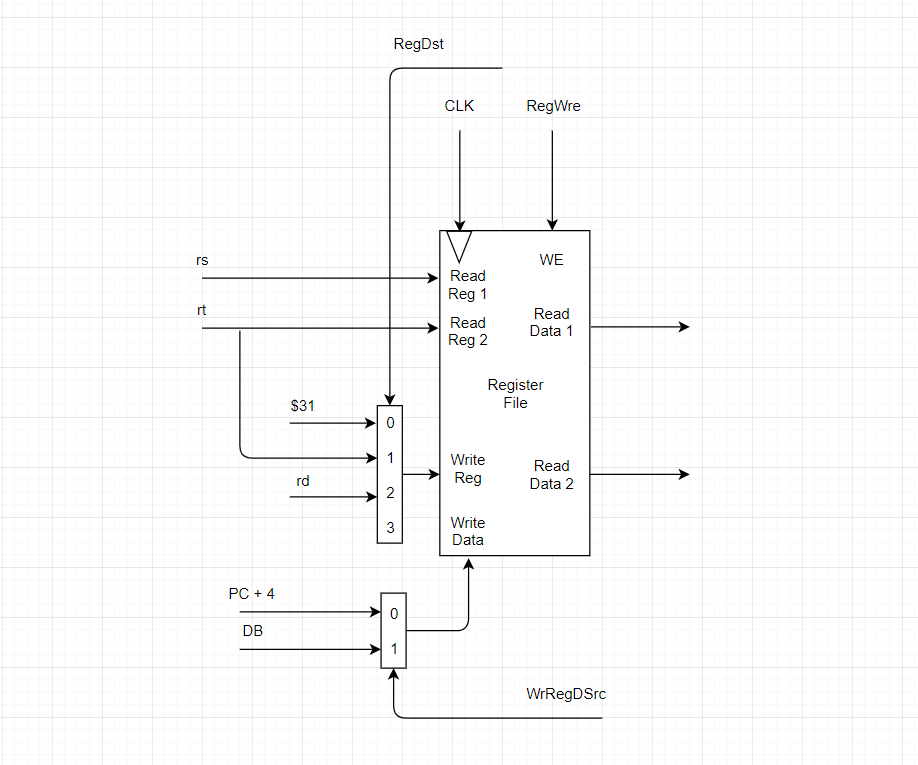 RegDst
CLK
RegWre
rs
rt
Read
Reg 1
Read
Reg 2
WE
Read
Data 1
Register
File
$31
rd
0
1
2
3
Write
Reg
Read
Data 2
Write
Data
PC + 4
DB
0
1
WrRegDSrc